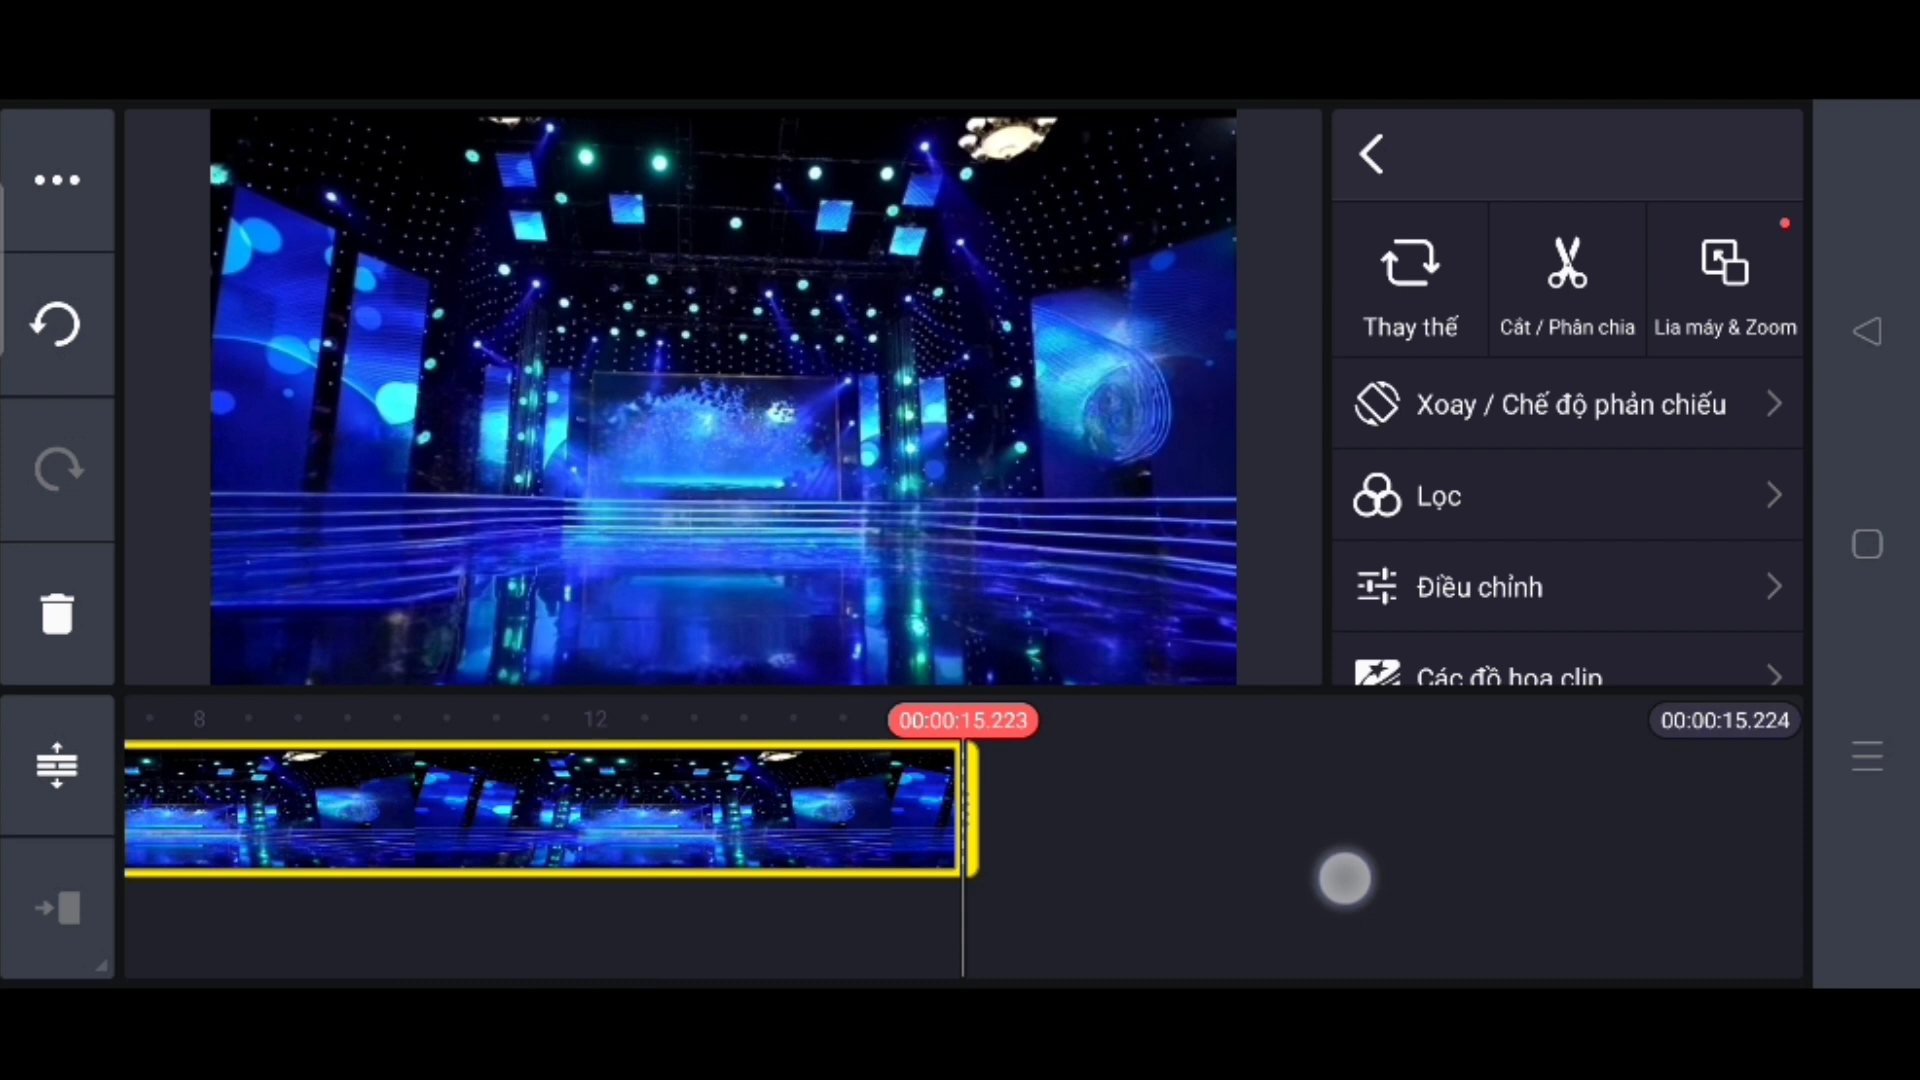 Thay thế
Cắt / Phân chia
Lia máy & Zoom
Xoay / Chế độ phản chiếu
Lọc
Điều chỉnh
Các đồ họa clip
8
12
00:00:15.223
00:00:15.224